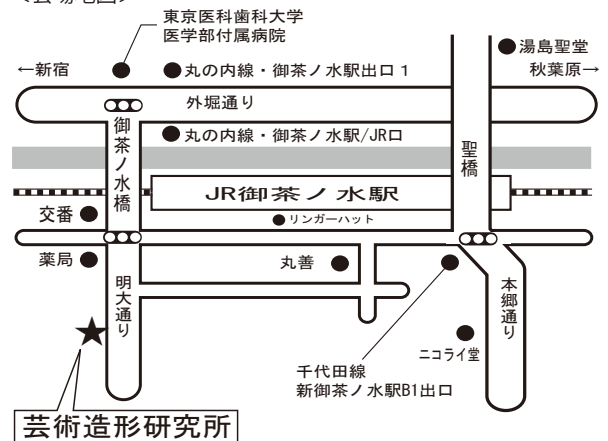 東京医科歯科大学
医学部付属病院
湯島聖堂
←新宿
丸の内線・御茶ノ水駅出口1
秋葉原→
外堀通り
丸の内線・御茶ノ水駅/JR口
御茶ノ水橋
聖橋
JR御茶ノ水駅
交番
リンガーハット
薬局
丸善
明大通り
本郷通り
ニコライ堂
千代田線
新御茶ノ水駅B1出口
芸術造形研究所